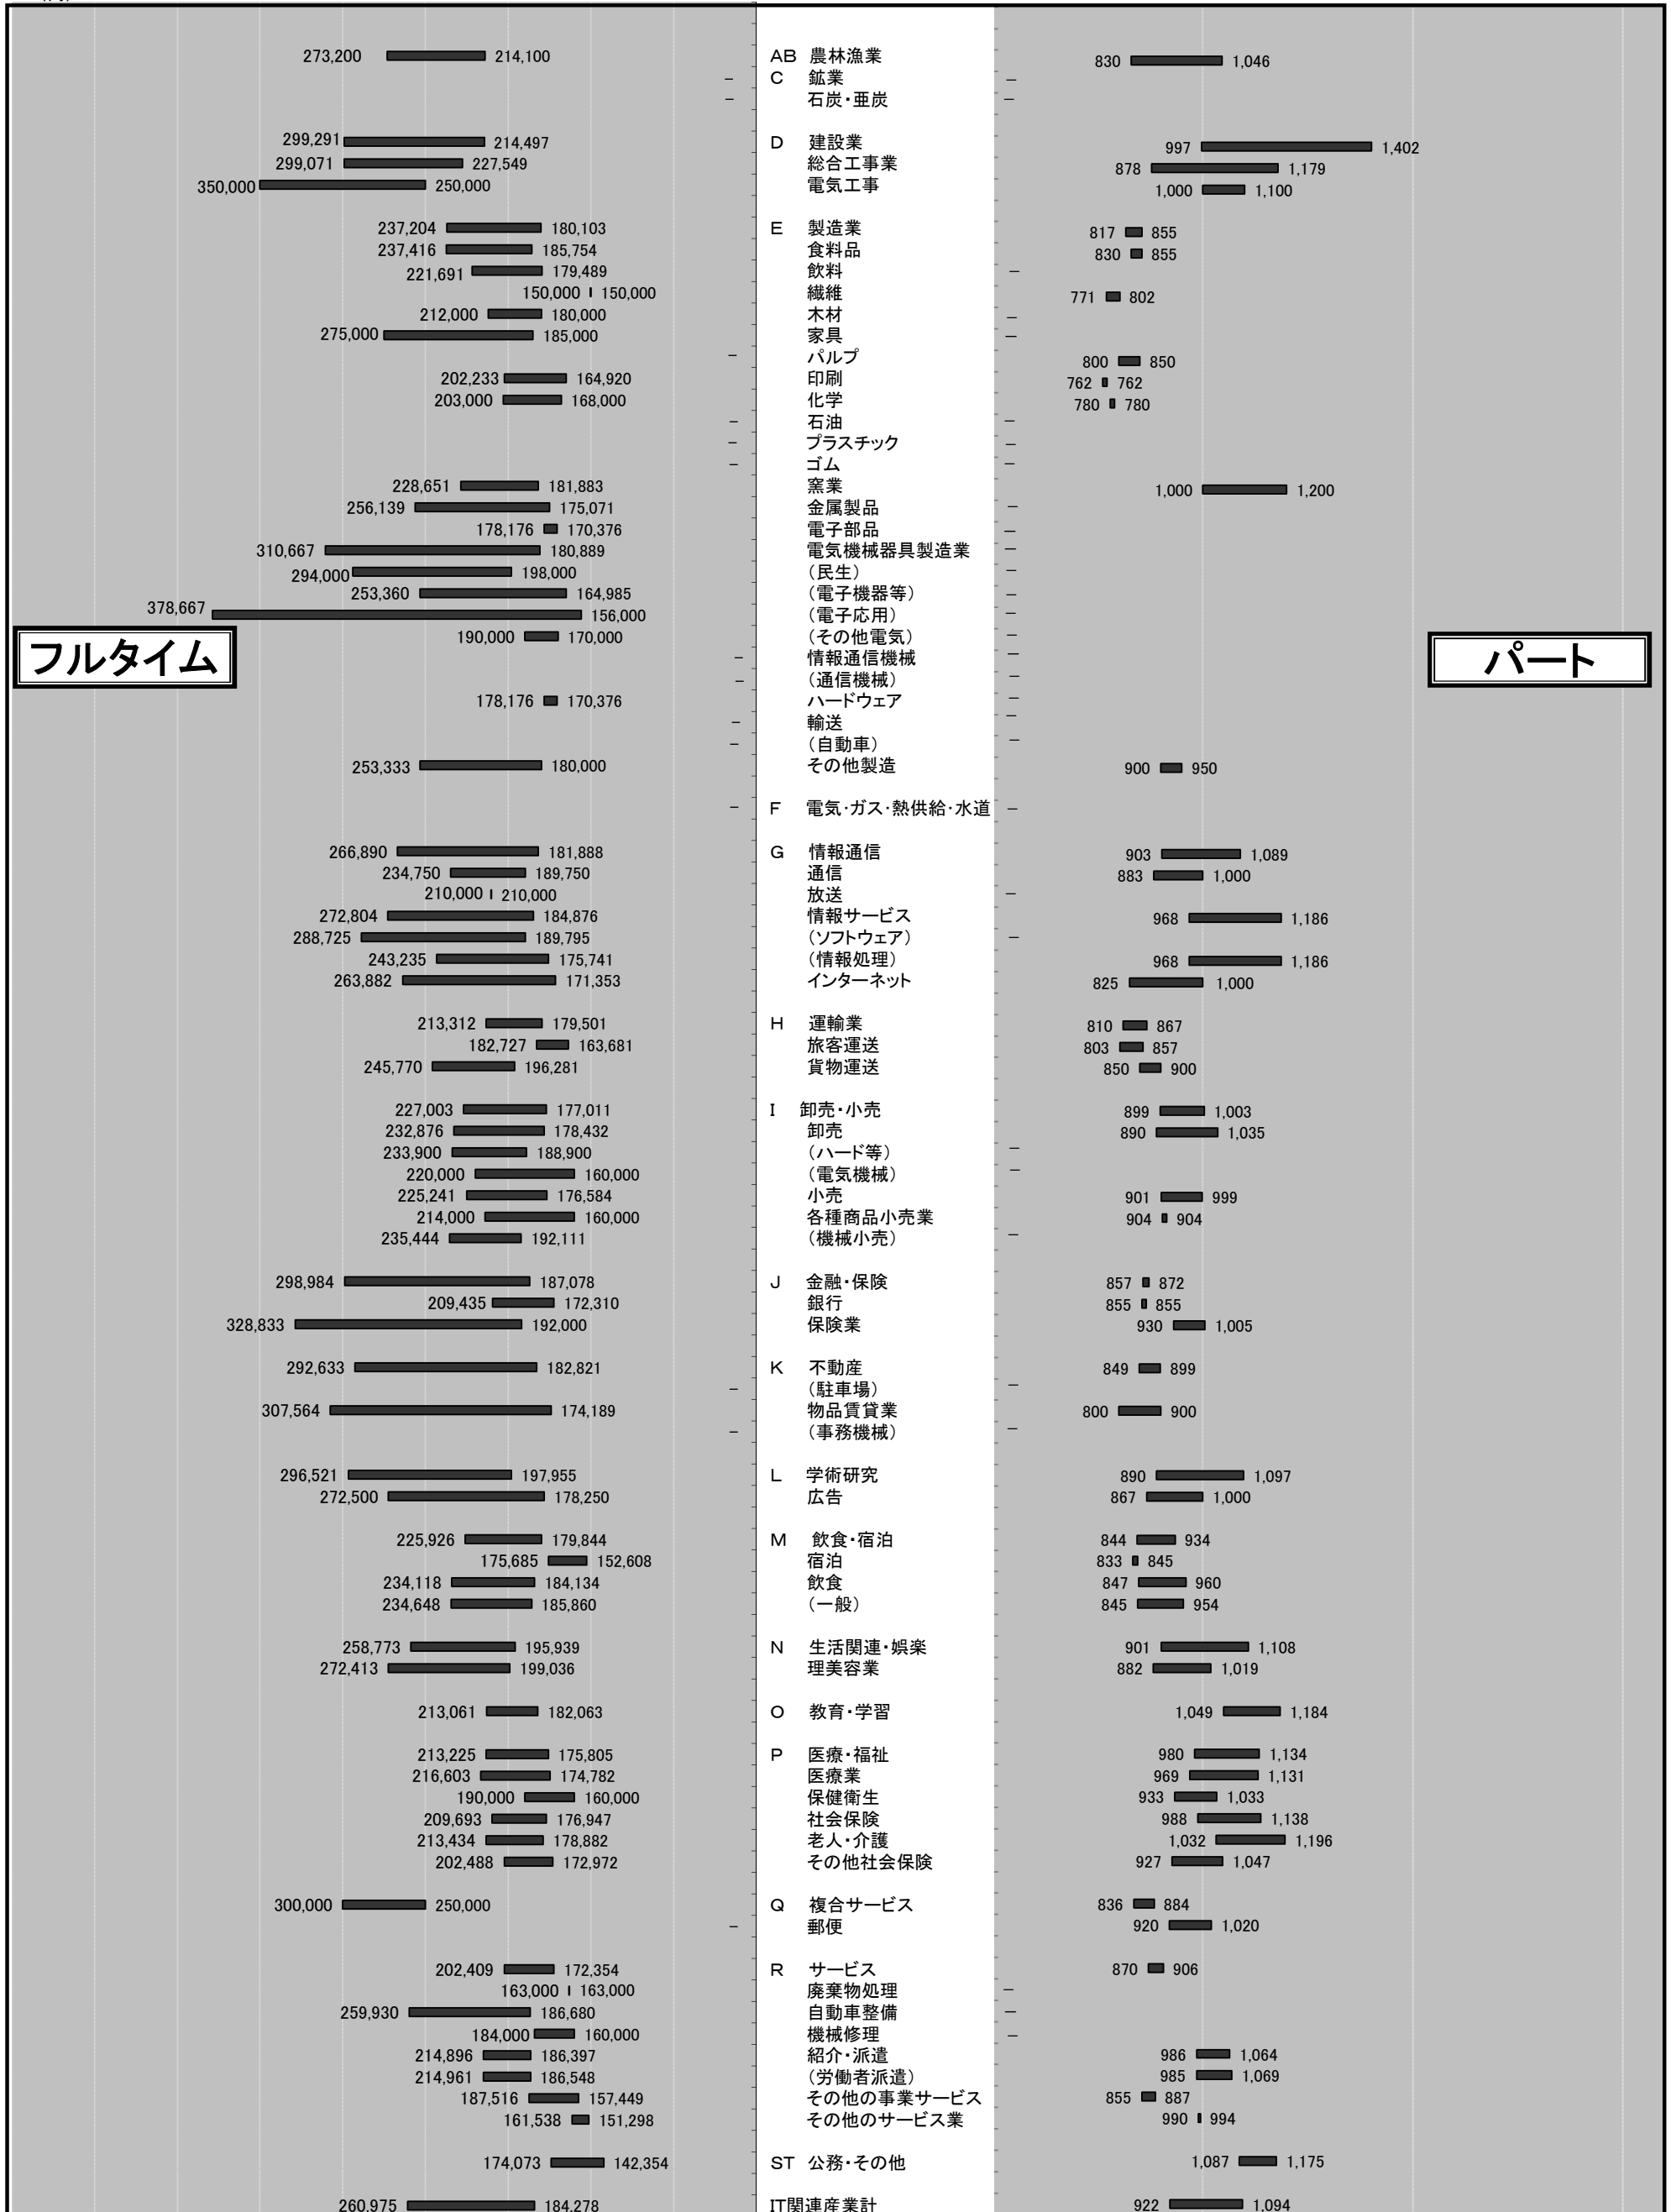 273,200 214,100 AB 農林漁業 830 1,046
− C 鉱業 −
− 石炭・亜炭 −
299,291 214,497 D 建設業 997 1,402
299,071 227,549 総合工事業 878 1,179
350,000 250,000 電気工事 1,000 1,100
237,204 180,103 E 製造業 817 855
237,416 185,754 食料品 830 855
221,691 179,489 飲料 −
150,000 150,000 繊維 771 802
212,000 180,000 木材 −
275,000 185,000 家具 −
− パルプ 800 850
202,233 164,920 印刷 762 762
203,000 168,000 化学 780 780
− 石油 −
− プラスチック −
− ゴム −
228,651 181,883 窯業 1,000 1,200
256,139 175,071 金属製品 −
178,176 170,376 電子部品 −
310,667 180,889 電気機械器具製造業 −
294,000 198,000 （民生） −
253,360 164,985 （電子機器等） −
378,667 156,000 （電子応用） −
190,000 170,000 （その他電気） −
フルタイム
パート
− 情報通信機械 −
− （通信機械） −
178,176 170,376 ハードウェア −
− 輸送 −
− （自動車） −
253,333 180,000 その他製造 900 950
− F 電気・ガス・熱供給・水道 −
266,890 181,888 G 情報通信 903 1,089
234,750 189,750 通信 883 1,000
210,000 210,000 放送 −
272,804 184,876 情報サービス 968 1,186
288,725 189,795 （ソフトウェア） −
243,235 175,741 （情報処理） 968 1,186
263,882 171,353 インターネット 825 1,000
213,312 179,501 H 運輸業 810 867
182,727 163,681 旅客運送 803 857
245,770 196,281 貨物運送 850 900
227,003 177,011 I 卸売・小売 899 1,003
232,876 178,432 卸売 890 1,035
233,900 188,900 （ハード等） −
220,000 160,000 （電気機械） −
225,241 176,584 小売 901 999
214,000 160,000 各種商品小売業 904 904
235,444 192,111 （機械小売） −
298,984 187,078 J 金融・保険 857 872
209,435 172,310 銀行 855 855
328,833 192,000 保険業 930 1,005
292,633 182,821 K 不動産 849 899
− （駐車場） −
307,564 174,189 物品賃貸業 800 900
− （事務機械） −
296,521 197,955 L 学術研究 890 1,097
272,500 178,250 広告 867 1,000
225,926 179,844 M 飲食・宿泊 844 934
175,685 152,608 宿泊 833 845
234,118 184,134 飲食 847 960
234,648 185,860 （一般） 845 954
258,773 195,939 N 生活関連・娯楽 901 1,108
272,413 199,036 理美容業 882 1,019
213,061 182,063 O 教育・学習 1,049 1,184
213,225 175,805 P 医療・福祉 980 1,134
216,603 174,782 医療業 969 1,131
190,000 160,000 保健衛生 933 1,033
209,693 176,947 社会保険 988 1,138
213,434 178,882 老人・介護 1,032 1,196
202,488 172,972 その他社会保険 927 1,047
300,000 250,000 Q 複合サービス 836 884
− 郵便 920 1,020
202,409 172,354 R サービス 870 906
163,000 163,000 廃棄物処理 −
259,930 186,680 自動車整備 −
184,000 160,000 機械修理 −
214,896 186,397 紹介・派遣 986 1,064
214,961 186,548 （労働者派遣） 985 1,069
187,516 157,449 その他の事業サービス 855 887
161,538 151,298 その他のサービス業 990 994
174,073 142,354 ST 公務・その他 1,087 1,175
260,975 184,278 IT関連産業計 922 1,094